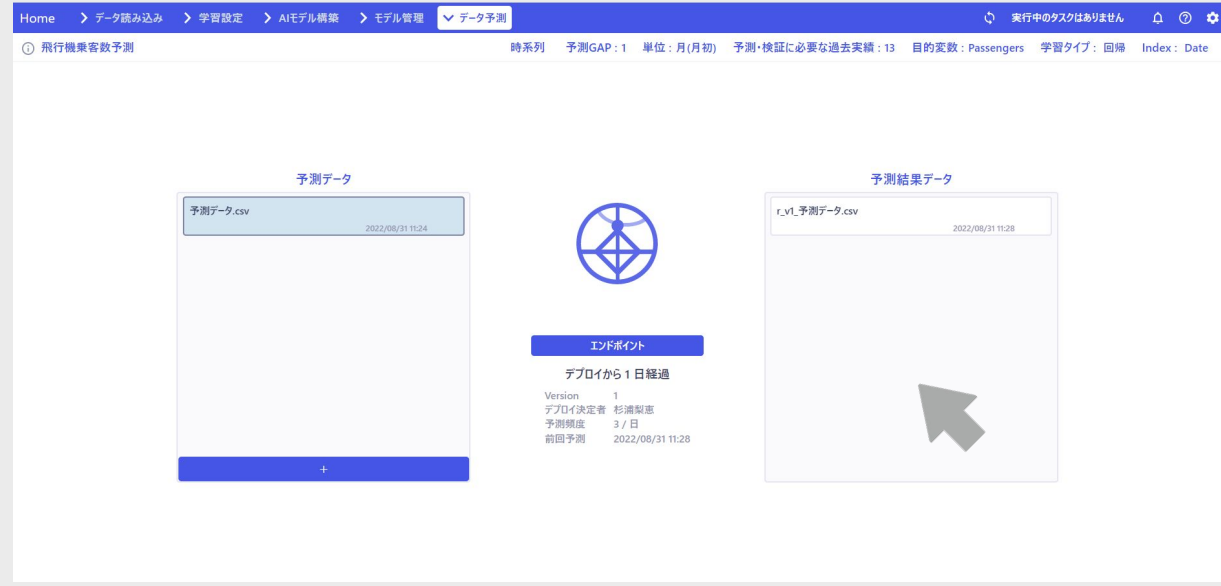 Home データ読み込み 学習設定 AIモデル構築 モデル管理 データ予測 実行中のタスクはありません
飛行機乗客数予測 時系列 予測GAP : 1 単位 : 月(月初) 予測・検証に必要な過去実績 : 13 目的変数 : Passengers 学習タイプ : 回帰 Index : Date
予測データ
予測データ.csv
2022/08/31 11:24
+
エンドポイント
デプロイから 1 日経過
Version 1
デプロイ決定者 杉浦梨恵
予測頻度 3 / 日
前回予測 2022/08/31 11:28
予測結果データ
r_v1_予測データ.csv
2022/08/31 11:28